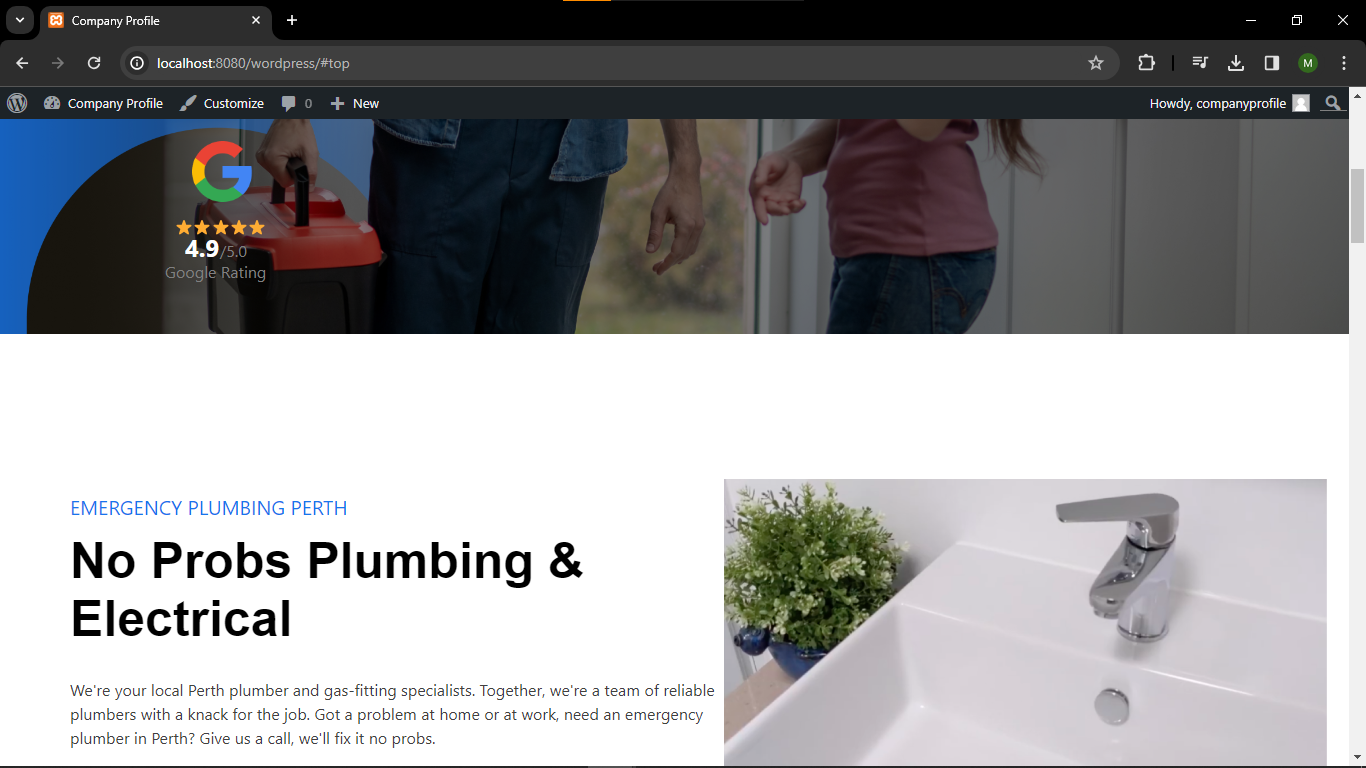 Company Profile
localhost:8080/wordpress/#top
M
Company Profile
Customize
0
New
Howdy, companyprofile
4.9/5.0
Google Rating
EMERGENCY PLUMBING PERTH
No Probs Plumbing &
Electrical
We're your local Perth plumber and gas-fitting specialists. Together, we're a team of reliable
plumbers with a knack for the job. Got a problem at home or at work, need an emergency
plumber in Perth? Give us a call, we'll fix it no probs.